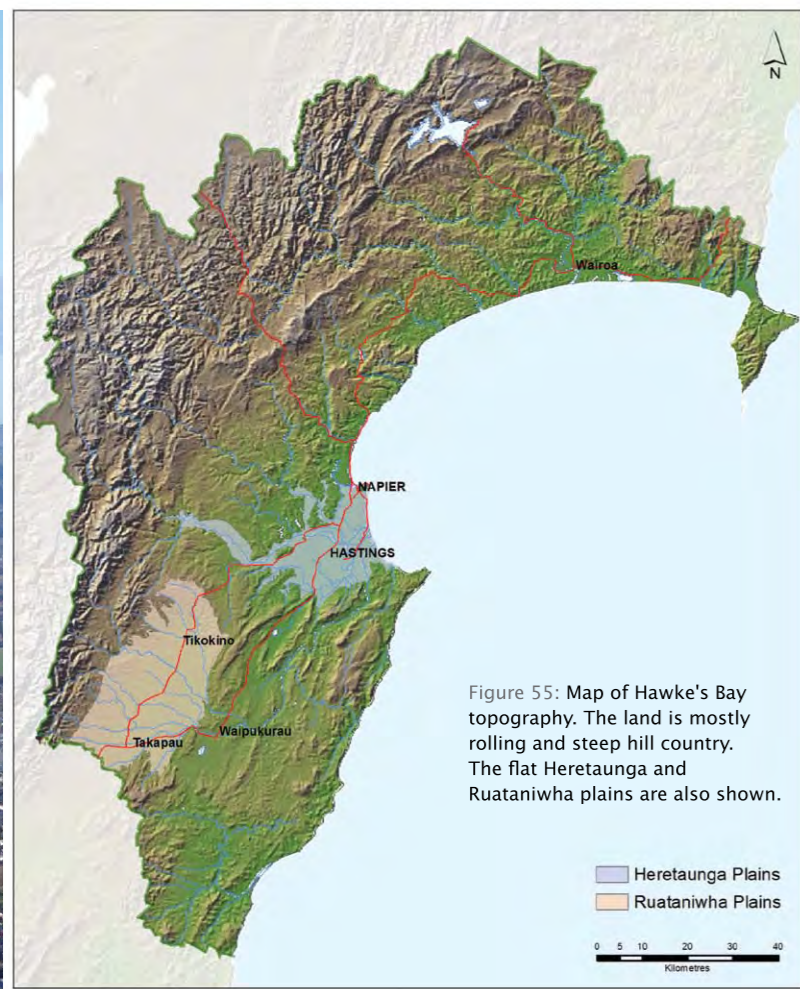 N
Wairoa
NAPIER
HASTINGS
Tikokino
Takapau
Waipukurau
Figure 55: Map of Hawke's Bay
topography. The land is mostly
rolling and steep hill country.
The flat Heretaunga and
Ruataniwha plains are also shown.
Heretaunga Plains
Ruataniwha Plains
0 5 10 20 30 40
Kilometres